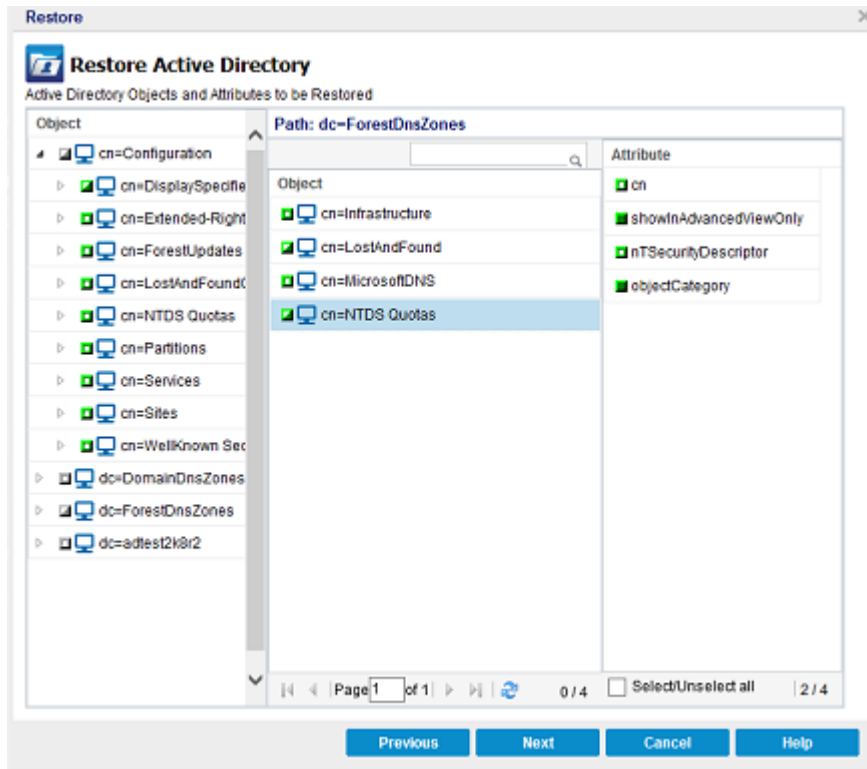 Restore
Restore Active Directory
Active Directory Objects and Attributes to be Restored
Object
cn=Configuration
cn=DisplaySpecifie
cn=Extended-Right
cn=ForestUpdates
cn=LostAndFound(
cn=NTDS Quotas
cn=Partitions
cn=Services
cn=Sites
cn=WellKnown Sec
dc=DomainDnsZones
dc=ForestDnsZones
dc=adtest2k8r2
Path: dc=ForestDnsZones
Object
cn=Infrastructure
cn=LostAndFound
cn=MicrosoftDNS
cn=NTDS Quotas
Page 1 of 1 0 / 4
Attribute
cn
showInAdvancedViewOnly
nTSecurityDescriptor
objectCategory
Select/Unselect all 2 / 4
Previous Next Cancel Help